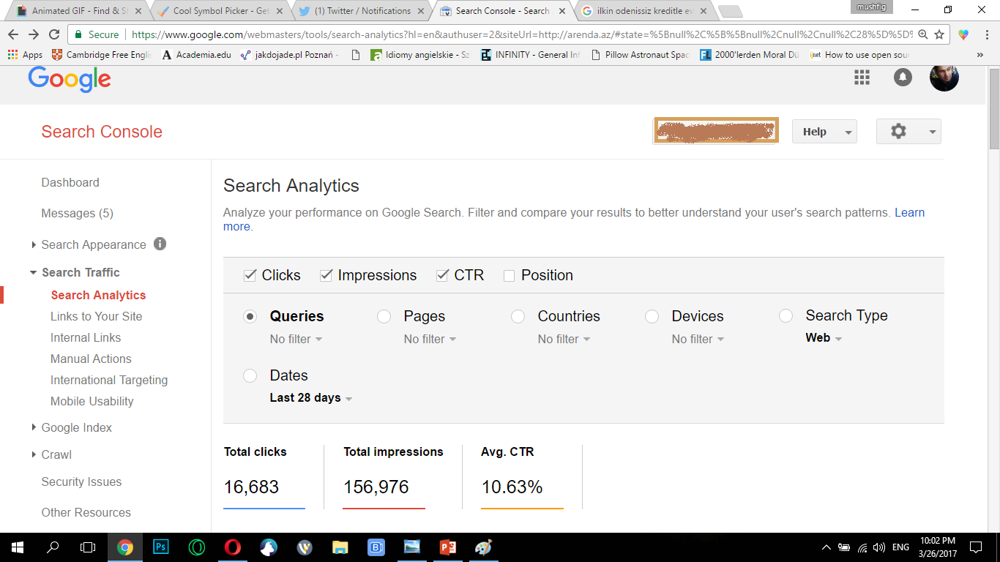 Animated GIF - Find & S
Cool Symbol Picker - Get
(1) Twitter / Notifications
Search Console - Search
ilkin odenissiz kreditle ev
mushfig
Secure
https://www.google.com/webmasters/tools/search-analytics?hl=en&authuser=2&siteUrl=http://arenda.az/#state=%5Bnull%2C%5B%5Bnull%2Cnull%2Cnull%2C28%5D%5D%
Apps
Cambridge Free Engli
Academia.edu
jakdojade.pl Poznań -
Idiomy angielskie - Sz
INFINITY - General Inf
Pillow Astronaut Spac
2000'lerden Moral Dü
ijnet How to use open sour
»
Google
Search Console
Help
Dashboard
Messages (5)
Search Appearance
Search Traffic
Search Analytics
Links to Your Site
Internal Links
Manual Actions
International Targeting
Mobile Usability
Google Index
Crawl
Security Issues
Other Resources
Search Analytics
Analyze your performance on Google Search. Filter and compare your results to better understand your user's search patterns. Learn
more.
Clicks Impressions CTR Position
Queries Pages Countries Devices Search Type
No filter No filter No filter No filter Web
Dates
Last 28 days
Total clicks Total impressions Avg. CTR
16,683 156,976 10.63%
ENG
10:02 PM
3/26/2017